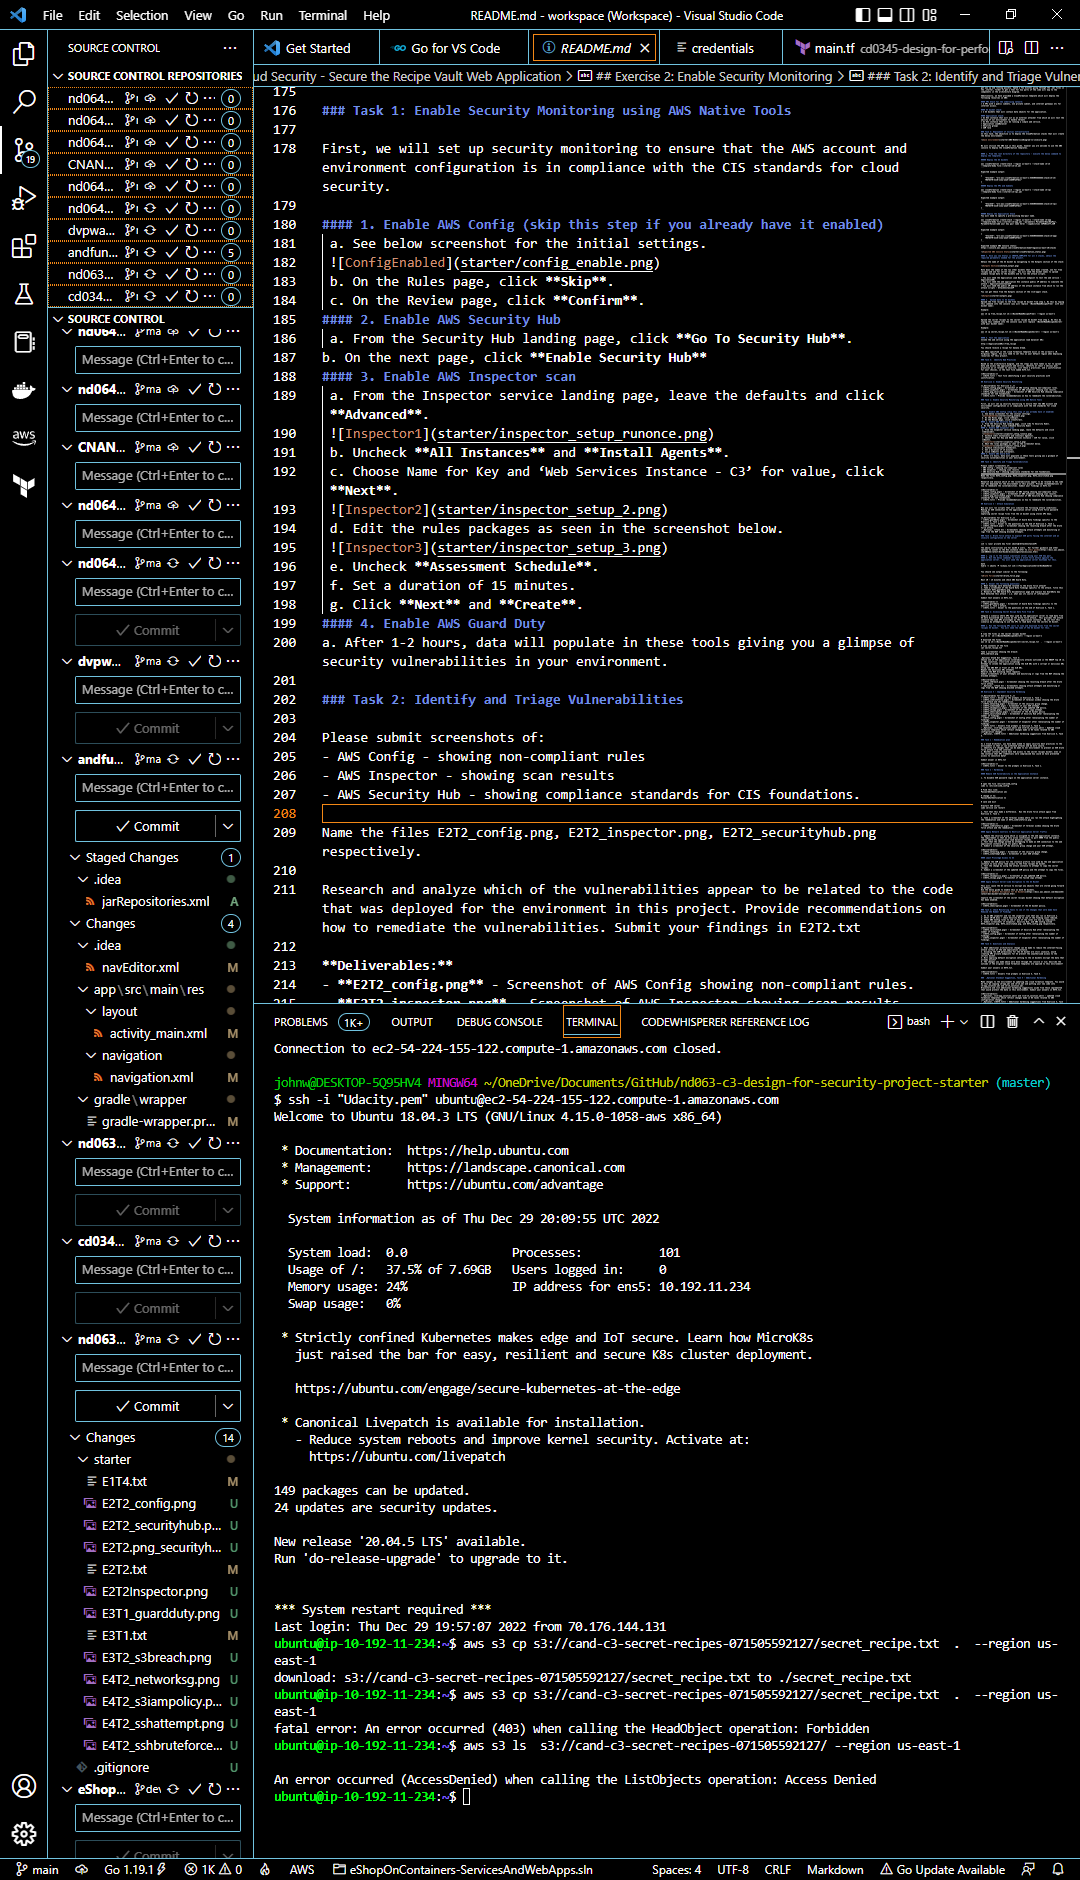 File Edit Selection View Go Run Terminal Help README.md - workspace (Workspace) - Visual Studio Code
SOURCE CONTROL
Get Started Go for VS Code README.md credentials main.tf cd0345-design-for-perfo
SOURCE CONTROL REPOSITORIES
ud Security - Secure the Recipe Vault Web Application > ## Exercise 2: Enable Security Monitoring > ### Task 2: Identify and Triage Vulner
nd064... 0
nd064... 0
nd064... 0
CNAN... 0
nd064... 0
nd064... 0
dvpwa... 0
andfun... 5
nd063... 0
cd034... 0
SOURCE CONTROL
nd064... ma
Message (Ctrl+Enter to c...
nd064... ma
Message (Ctrl+Enter to c...
CNAN... ma
Message (Ctrl+Enter to c...
nd064... ma
Message (Ctrl+Enter to c...
nd064... ma
Message (Ctrl+Enter to c...
Commit
dvpw... ma
Message (Ctrl+Enter to c...
Commit
andfu... ma
Message (Ctrl+Enter to c...
Commit
Staged Changes 1
.idea
jarRepositories.xml A
Changes 4
.idea
navEditor.xml M
app\src\main\res
layout
activity_main.xml M
navigation
navigation.xml M
gradle\wrapper
gradle-wrapper.pr... M
nd063... ma
Message (Ctrl+Enter to c...
Commit
cd034... ma
Message (Ctrl+Enter to c...
Commit
nd063... ma
Message (Ctrl+Enter to c...
Commit
Changes 14
starter
E1T4.txt M
E2T2_config.png U
E2T2_securityhub.p... U
E2T2.png_securityh... U
E2T2.txt M
E2T2Inspector.png U
E3T1_guardduty.png U
E3T1.txt M
E3T2_s3breach.png U
E4T2_networksg.png U
E4T2_s3iampolicy.p... U
E4T2_sshattempt.png U
E4T2_sshbruteforce... U
.gitignore U
eShop... dev
Message (Ctrl+Enter to c...
Commit
19
aws
175
176 ### Task 1: Enable Security Monitoring using AWS Native Tools
177
178 First, we will set up security monitoring to ensure that the AWS account and
environment configuration is in compliance with the CIS standards for cloud
security.
179
180 #### 1. Enable AWS Config (skip this step if you already have it enabled)
181 a. See below screenshot for the initial settings.
182 ![ConfigEnabled](starter/config_enable.png)
183 b. On the Rules page, click **Skip**.
184 c. On the Review page, click **Confirm**.
185 #### 2. Enable AWS Security Hub
186 a. From the Security Hub landing page, click **Go To Security Hub**.
187 b. On the next page, click **Enable Security Hub**
188 #### 3. Enable AWS Inspector scan
189 a. From the Inspector service landing page, leave the defaults and click
**Advanced**.
190 ![Inspector1](starter/inspector_setup_runonce.png)
191 b. Uncheck **All Instances** and **Install Agents**.
192 c. Choose Name for Key and ‘Web Services Instance - C3’ for value, click
**Next**.
193 ![Inspector2](starter/inspector_setup_2.png)
194 d. Edit the rules packages as seen in the screenshot below.
195 ![Inspector3](starter/inspector_setup_3.png)
196 e. Uncheck **Assessment Schedule**.
197 f. Set a duration of 15 minutes.
198 g. Click **Next** and **Create**.
199 #### 4. Enable AWS Guard Duty
200 a. After 1-2 hours, data will populate in these tools giving you a glimpse of
security vulnerabilities in your environment.
201
202 ### Task 2: Identify and Triage Vulnerabilities
203
204 Please submit screenshots of:
205 - AWS Config - showing non-compliant rules
206 - AWS Inspector - showing scan results
207 - AWS Security Hub - showing compliance standards for CIS foundations.
208
209 Name the files E2T2_config.png, E2T2_inspector.png, E2T2_securityhub.png
respectively.
210
211 Research and analyze which of the vulnerabilities appear to be related to the code
that was deployed for the environment in this project. Provide recommendations on
how to remediate the vulnerabilities. Submit your findings in E2T2.txt
212
213 **Deliverables:**
214 - **E2T2_config.png** - Screenshot of AWS Config showing non-compliant rules.
215 - **E2T2_inspector.png** - Screenshot of AWS Inspector showing scan results
PROBLEMS 1K+ OUTPUT DEBUG CONSOLE TERMINAL CODEWHISPERER REFERENCE LOG bash
Connection to ec2-54-224-155-122.compute-1.amazonaws.com closed.
johnw@DESKTOP-5Q95HV4 MINGW64 ~/OneDrive/Documents/GitHub/nd063-c3-design-for-security-project-starter (master)
$ ssh -i "Udacity.pem" ubuntu@ec2-54-224-155-122.compute-1.amazonaws.com
Welcome to Ubuntu 18.04.3 LTS (GNU/Linux 4.15.0-1058-aws x86_64)
* Documentation: https://help.ubuntu.com
* Management: https://landscape.canonical.com
* Support: https://ubuntu.com/advantage
System information as of Thu Dec 29 20:09:55 UTC 2022
System load: 0.0 Processes: 101
Usage of /: 37.5% of 7.69GB Users logged in: 0
Memory usage: 24% IP address for ens5: 10.192.11.234
Swap usage: 0%
* Strictly confined Kubernetes makes edge and IoT secure. Learn how MicroK8s
just raised the bar for easy, resilient and secure K8s cluster deployment.
https://ubuntu.com/engage/secure-kubernetes-at-the-edge
* Canonical Livepatch is available for installation.
- Reduce system reboots and improve kernel security. Activate at:
https://ubuntu.com/livepatch
149 packages can be updated.
24 updates are security updates.
New release '20.04.5 LTS' available.
Run 'do-release-upgrade' to upgrade to it.
*** System restart required ***
Last login: Thu Dec 29 19:57:07 2022 from 70.176.144.131
ubuntu@ip-10-192-11-234:~$ aws s3 cp s3://cand-c3-secret-recipes-071505592127/secret_recipe.txt . --region us-
east-1
download: s3://cand-c3-secret-recipes-071505592127/secret_recipe.txt to ./secret_recipe.txt
ubuntu@ip-10-192-11-234:~$ aws s3 cp s3://cand-c3-secret-recipes-071505592127/secret_recipe.txt . --region us-
east-1
fatal error: An error occurred (403) when calling the HeadObject operation: Forbidden
ubuntu@ip-10-192-11-234:~$ aws s3 ls s3://cand-c3-secret-recipes-071505592127/ --region us-east-1
An error occurred (AccessDenied) when calling the ListObjects operation: Access Denied
ubuntu@ip-10-192-11-234:~$
main Go 1.19.1 1K 0 AWS eShopOnContainers-ServicesAndWebApps.sln Spaces: 4 UTF-8 CRLF Markdown Go Update Available